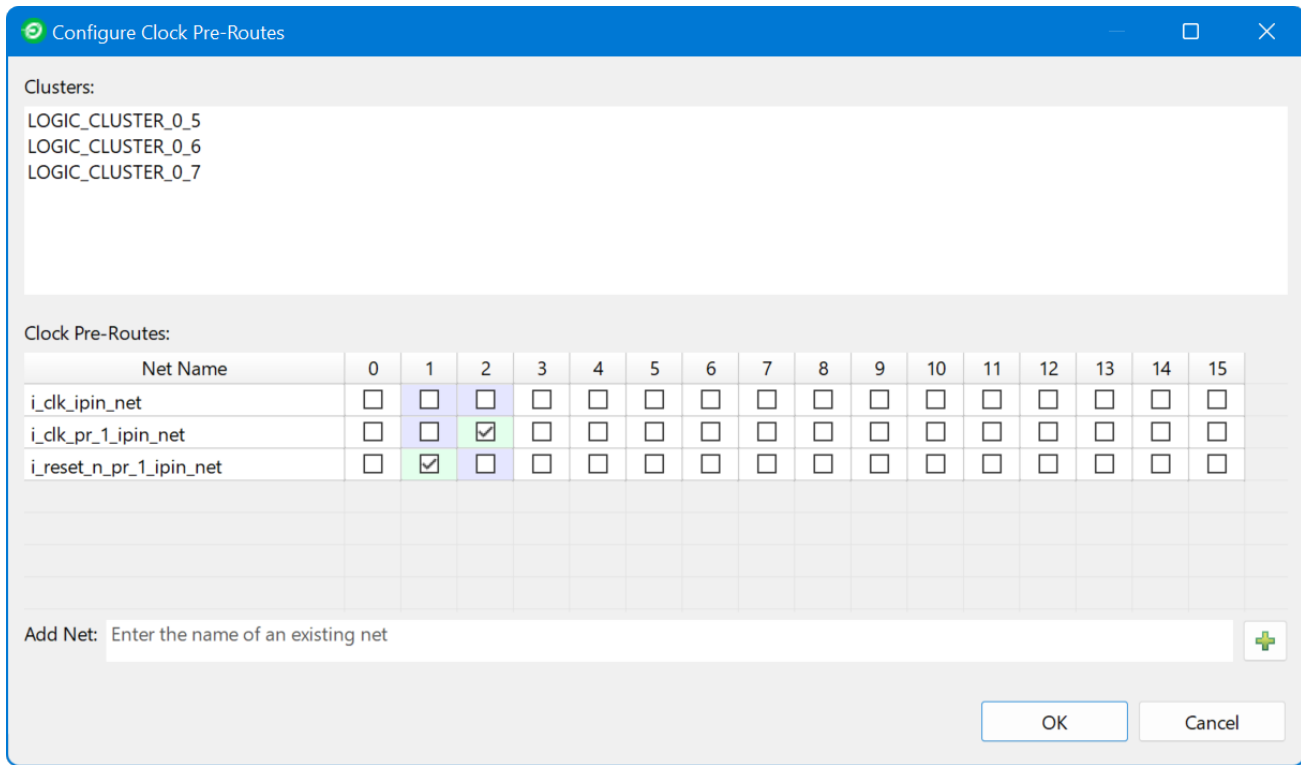 Configure Clock Pre-Routes
Clusters:
LOGIC_CLUSTER_0_5
LOGIC_CLUSTER_0_6
LOGIC_CLUSTER_0_7
Clock Pre-Routes:
Net Name 0 1 2 3 4 5 6 7 8 9 10 11 12 13 14 15
i_clk_ipin_net
i_clk_pr_1_ipin_net
i_reset_n_pr_1_ipin_net
Add Net: Enter the name of an existing net
OK Cancel